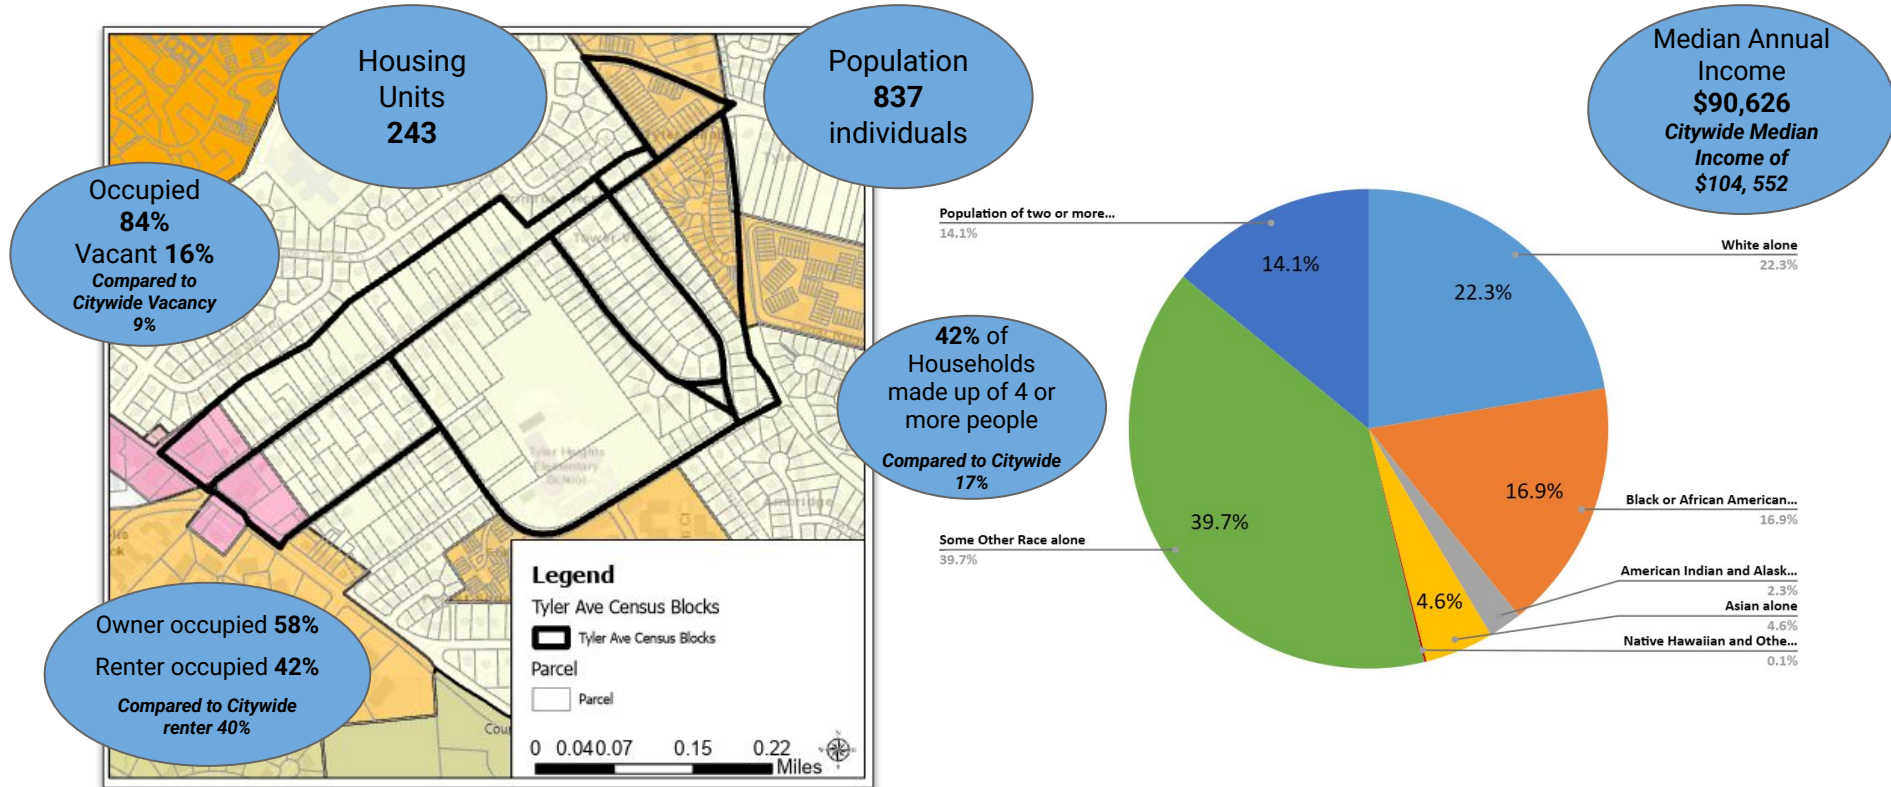 Housing
Units
243
Population
837
individuals
Median Annual
Income
$90,626
Citywide Median
Income of
$104, 552
Occupied
84%
Vacant 16%
Compared to
Citywide Vacancy
9%
42% of
Households
made up of 4 or
more people
Compared to Citywide
17%
Owner occupied 58%
Renter occupied 42%
Compared to Citywide
renter 40%
Tyler Heights
Elementary
School
Legend
Tyler Ave Census Blocks
Tyler Ave Census Blocks
Parcel
Parcel
0 0.04 0.07 0.15 0.22
Miles
Population of two or more...
14.1%
White alone
22.3%
Black or African American...
16.9%
American Indian and Alask...
2.3%
Asian alone
4.6%
Native Hawaiian and Othe...
0.1%
Some Other Race alone
39.7%
14.1%
22.3%
16.9%
4.6%
39.7%